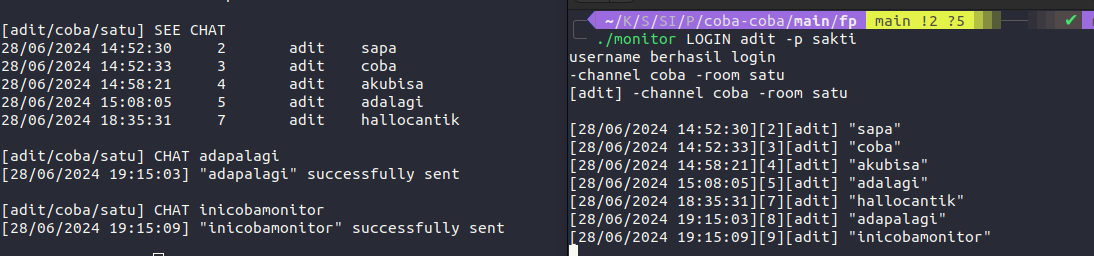 [adit/coba/satu] SEE CHAT
28/06/2024 14:52:30 2 adit sapa
28/06/2024 14:52:33 3 adit coba
28/06/2024 14:58:21 4 adit akubisa
28/06/2024 15:08:05 5 adit adalagi
28/06/2024 18:35:31 7 adit hallocantik
[adit/coba/satu] CHAT adapalagi
[28/06/2024 19:15:03] "adapalagi" successfully sent
[adit/coba/satu] CHAT inicobamonitor
[28/06/2024 19:15:09] "inicobamonitor" successfully sent
~/K/S/SI/P/coba-coba/main/fp main !2 ?5 ✔
./monitor LOGIN adit -p sakti
username berhasil login
-channel coba -room satu
[adit] -channel coba -room satu
[28/06/2024 14:52:30][2][adit] "sapa"
[28/06/2024 14:52:33][3][adit] "coba"
[28/06/2024 14:58:21][4][adit] "akubisa"
[28/06/2024 15:08:05][5][adit] "adalagi"
[28/06/2024 18:35:31][7][adit] "hallocantik"
[28/06/2024 19:15:03][8][adit] "adapalagi"
[28/06/2024 19:15:09][9][adit] "inicobamonitor"